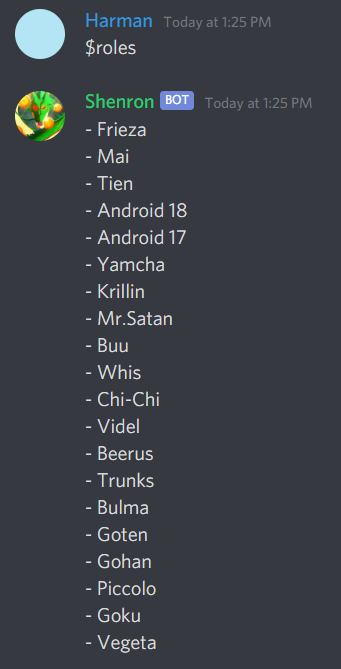 Harman Today at 1:25 PM
$roles
Shenron BOT Today at 1:25 PM
- Frieza
- Mai
- Tien
- Android 18
- Android 17
- Yamcha
- Krillin
- Mr.Satan
- Buu
- Whis
- Chi-Chi
- Videl
- Beerus
- Trunks
- Bulma
- Goten
- Gohan
- Piccolo
- Goku
- Vegeta